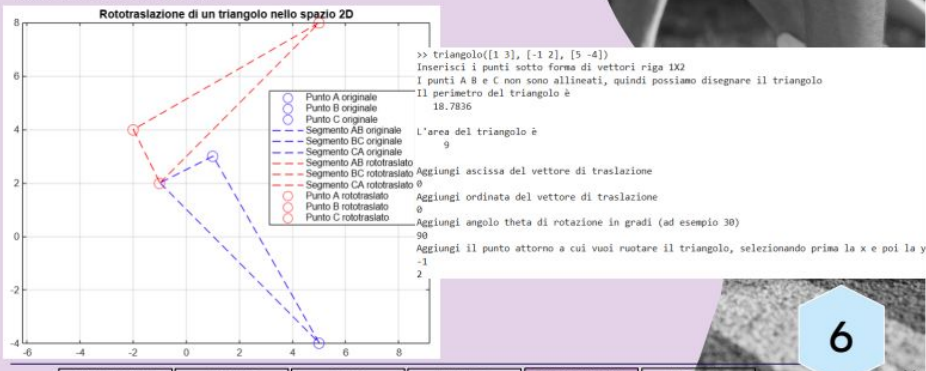 Rototraslazione di un triangolo nello spazio 2D
8
6
4
2
0
-2
-4
-6
-4
-2
0
2
4
6
8
Punto A originale
Punto B originale
Punto C originale
Segmento AB originale
Segmento BC originale
Segmento CA originale
Segmento AB rototraslato
Segmento BC rototraslato
Segmento CA rototraslato
Punto A rototraslato
Punto B rototraslato
Punto C rototraslato
>> triangolo([1 3], [-1 2], [5 -4])
Inserisci i punti sotto forma di vettori riga 1X2
I punti A B e C non sono allineati, quindi possiamo disegnare il triangolo
Il perimetro del triangolo è
18.7836
L'area del triangolo è
9
Aggiungi ascissa del vettore di traslazione
0
Aggiungi ordinata del vettore di traslazione
0
Aggiungi angolo theta di rotazione in gradi (ad esempio 30)
90
Aggiungi il punto attorno a cui vuoi ruotare il triangolo, selezionando prima la x e poi la y
-1
2
6